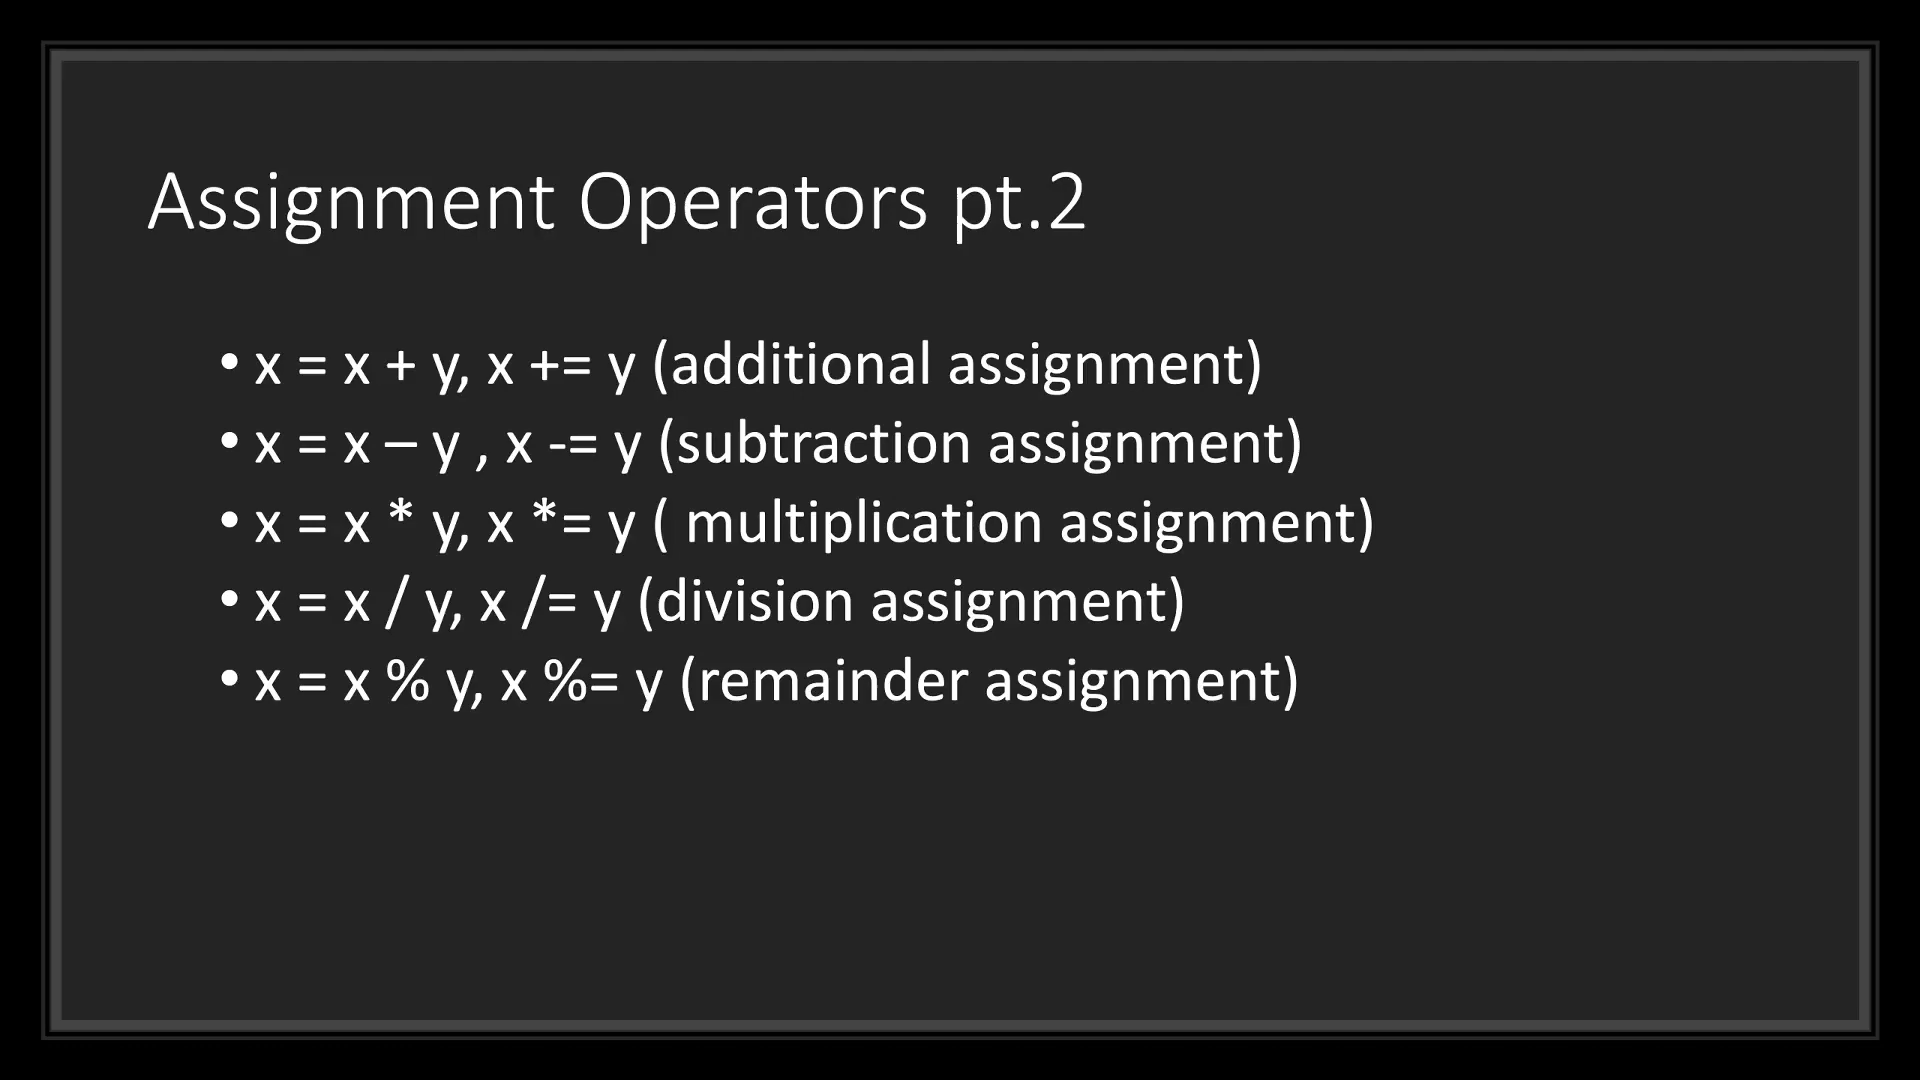 Assignment Operators pt.2
• x = x + y, x += y (additional assignment)
• x = x – y , x -= y (subtraction assignment)
• x = x * y, x *= y ( multiplication assignment)
• x = x / y, x /= y (division assignment)
• x = x % y, x %= y (remainder assignment)